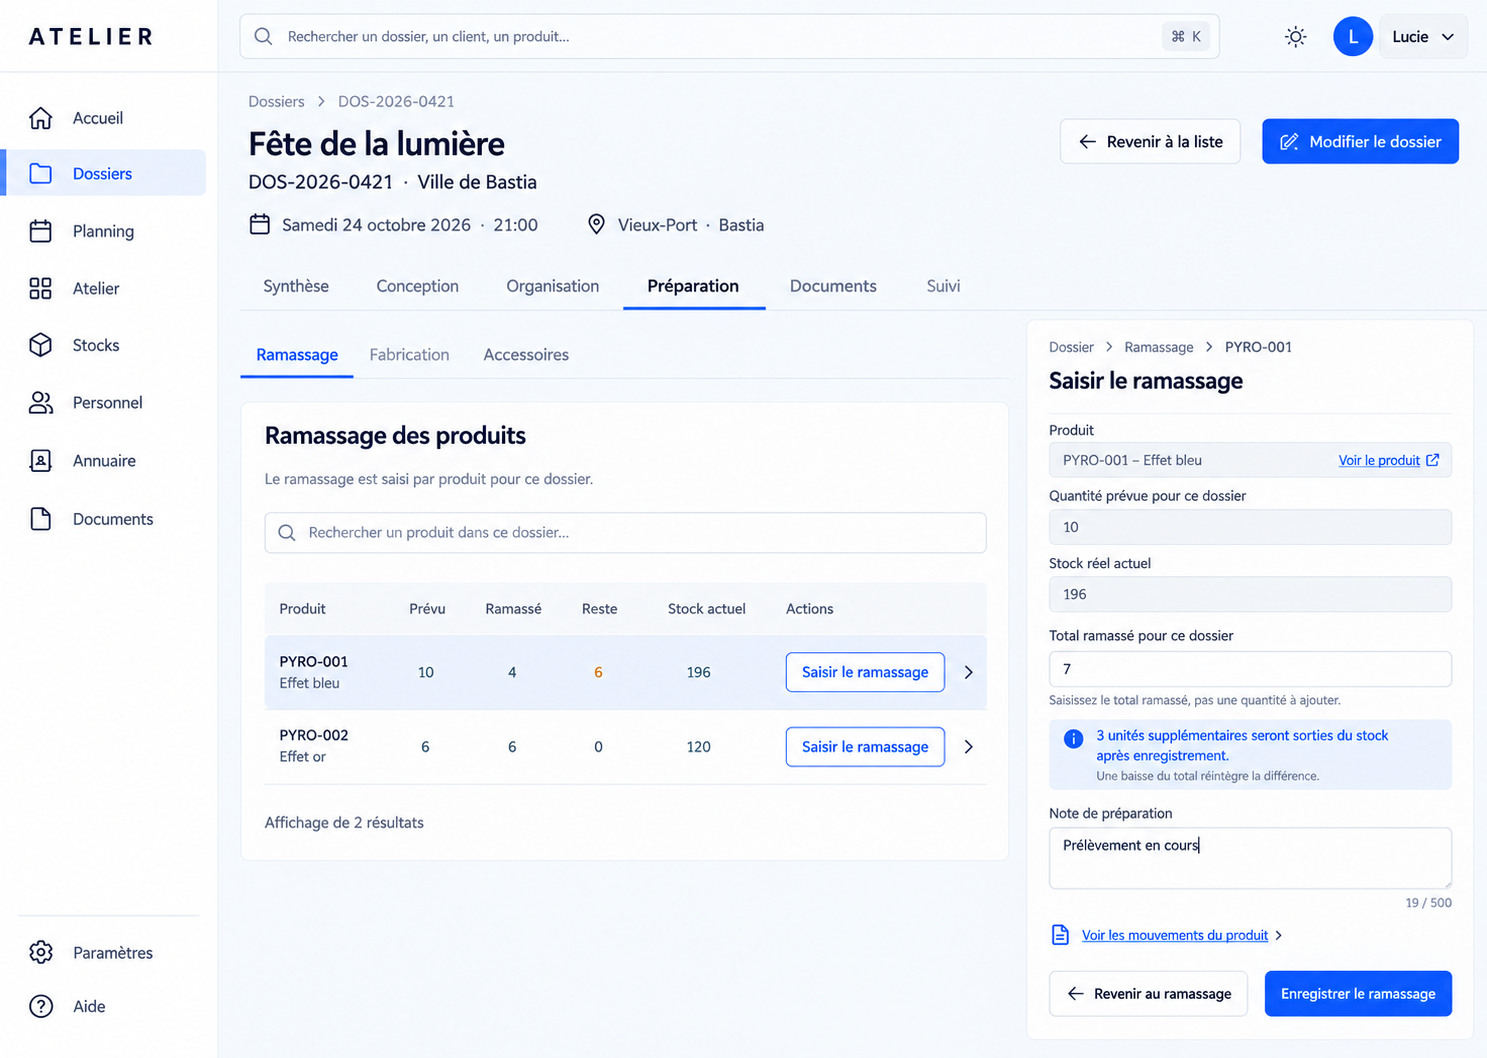 ATELIER
Rechercher un dossier, un client, un produit...
⌘ K
L
Lucie
Accueil
Dossiers
Planning
Atelier
Stocks
Personnel
Annuaire
Documents
Paramètres
Aide
Dossiers > DOS-2026-0421
Fête de la lumière
DOS-2026-0421 · Ville de Bastia
Samedi 24 octobre 2026 · 21:00
Vieux-Port · Bastia
Revenir à la liste
Modifier le dossier
Synthèse
Conception
Organisation
Préparation
Documents
Suivi
Ramassage
Fabrication
Accessoires
Ramassage des produits
Le ramassage est saisi par produit pour ce dossier.
Rechercher un produit dans ce dossier...
Produit Prévu Ramassé Reste Stock actuel Actions
PYRO-001
Effet bleu
10 4 6 196 Saisir le ramassage
PYRO-002
Effet or
6 6 0 120 Saisir le ramassage
Affichage de 2 résultats
Dossier > Ramassage > PYRO-001
Saisir le ramassage
Produit
PYRO-001 – Effet bleu
Voir le produit
Quantité prévue pour ce dossier
10
Stock réel actuel
196
Total ramassé pour ce dossier
7
Saisissez le total ramassé, pas une quantité à ajouter.
3 unités supplémentaires seront sorties du stock
après enregistrement.
Une baisse du total réintègre la différence.
Note de préparation
Prélèvement en cours
19 / 500
Voir les mouvements du produit
Revenir au ramassage
Enregistrer le ramassage